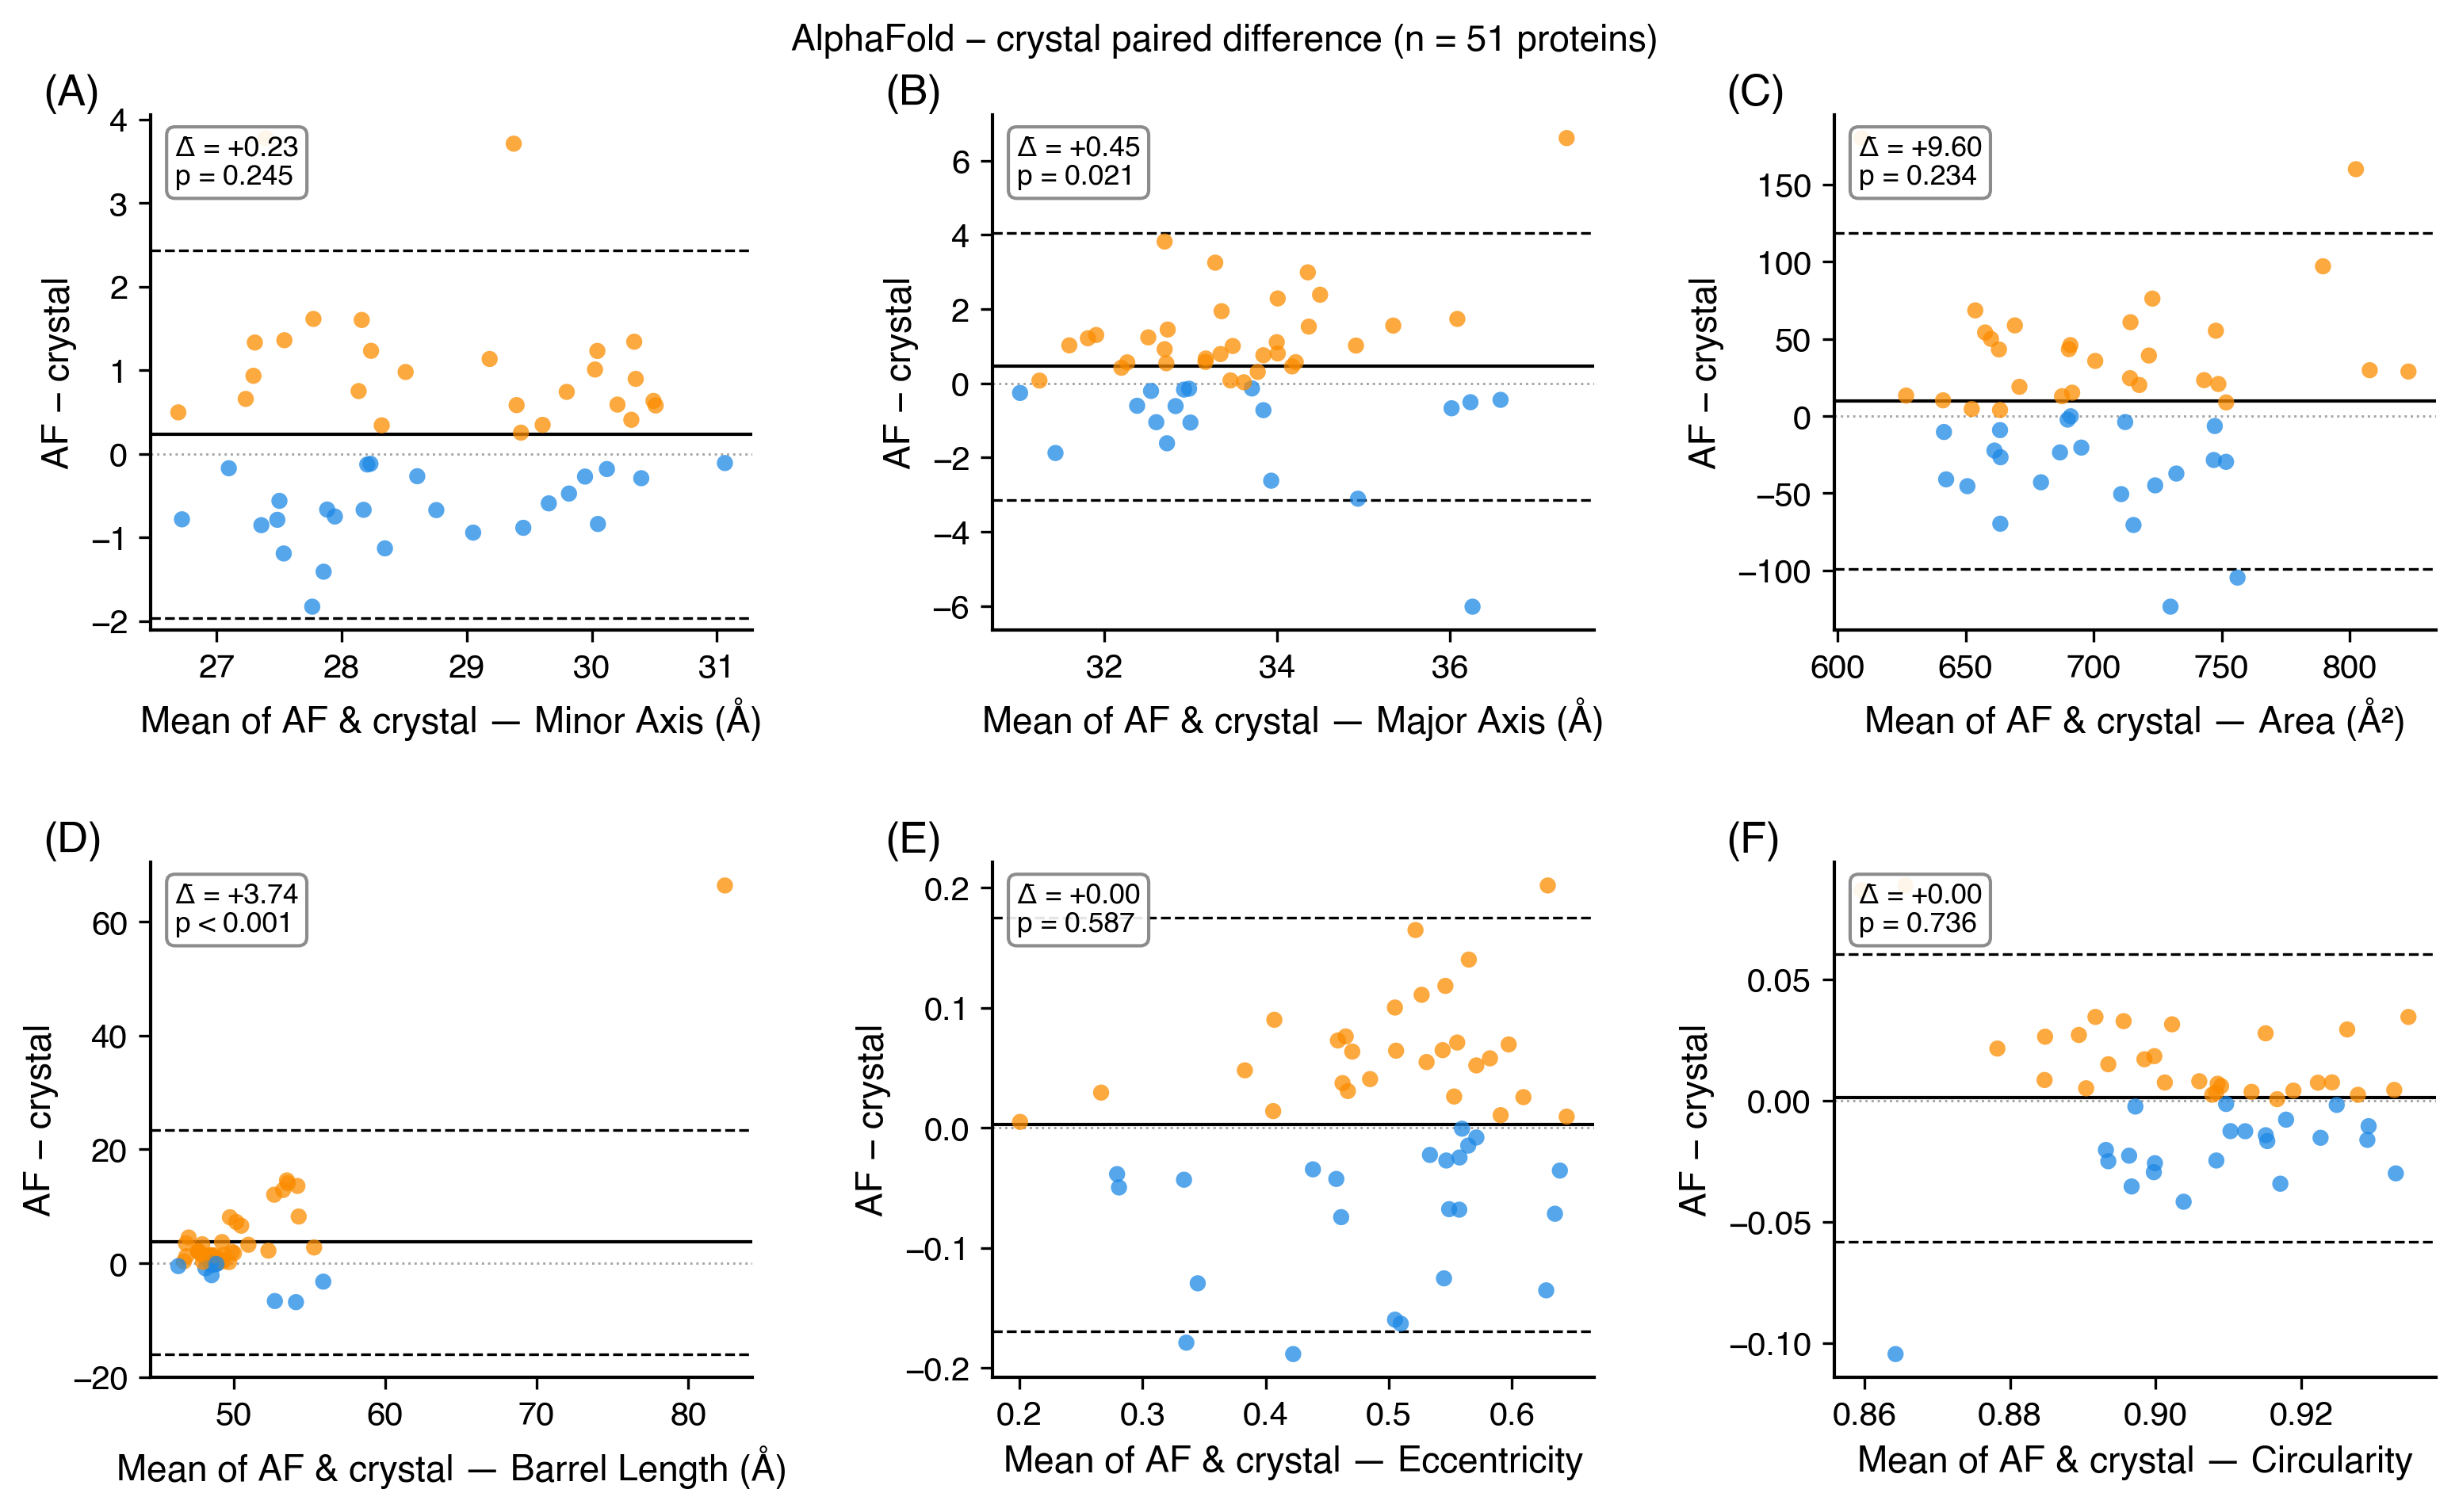 AlphaFold – crystal paired difference (n = 51 proteins)
(A)
4
3
2
1
0
−1
−2
AF − crystal
Δ̄ = +0.23
p = 0.245
27 28 29 30 31
Mean of AF & crystal — Minor Axis (Å)
(B)
6
4
2
0
−2
−4
−6
AF − crystal
Δ̄ = +0.45
p = 0.021
32 34 36
Mean of AF & crystal — Major Axis (Å)
(C)
150
100
50
0
−50
−100
AF − crystal
Δ̄ = +9.60
p = 0.234
600 650 700 750 800
Mean of AF & crystal — Area (Å²)
(D)
60
40
20
0
−20
AF − crystal
Δ̄ = +3.74
p < 0.001
50 60 70 80
Mean of AF & crystal — Barrel Length (Å)
(E)
0.2
0.1
0.0
−0.1
−0.2
AF − crystal
Δ̄ = +0.00
p = 0.587
0.2 0.3 0.4 0.5 0.6
Mean of AF & crystal — Eccentricity
(F)
0.05
0.00
−0.05
−0.10
AF − crystal
Δ̄ = +0.00
p = 0.736
0.86 0.88 0.90 0.92
Mean of AF & crystal — Circularity